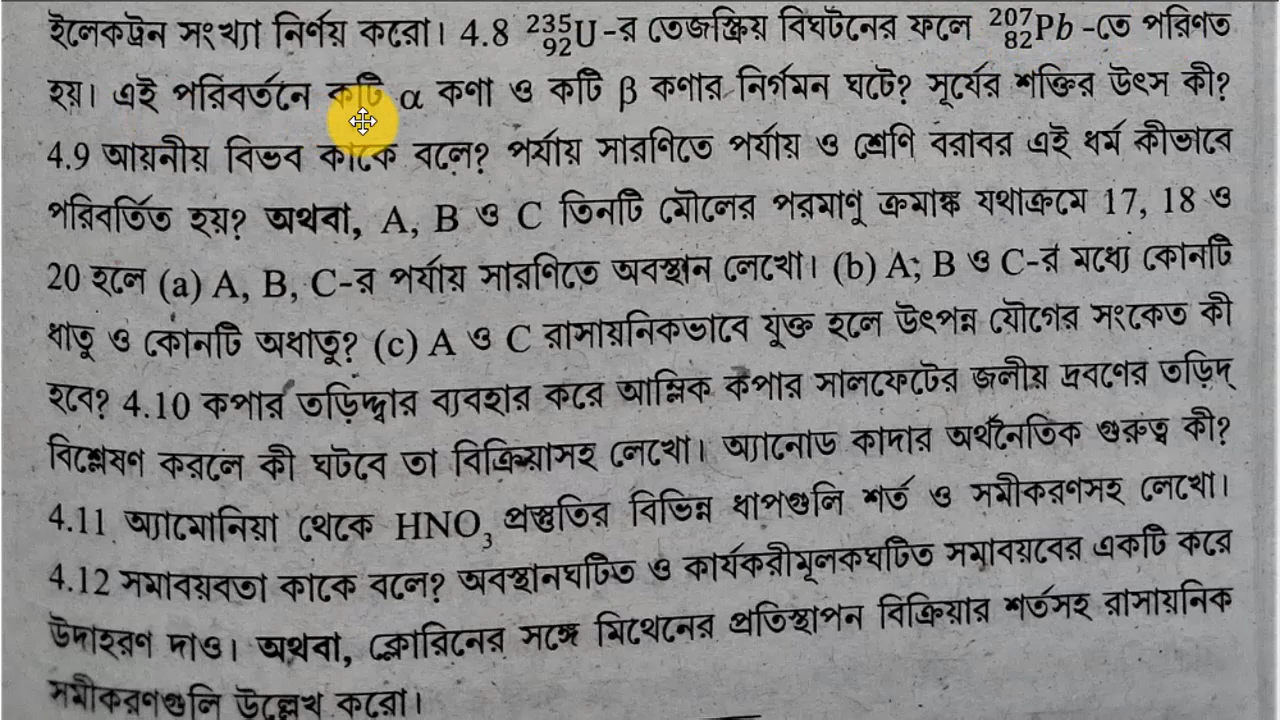 ইলেকট্রন সংখ্যা নির্ণয় করো। 4.8 ²³⁵₉₂U-র তেজস্ক্রিয় বিঘটনের ফলে ²⁰⁷₈₂Pb -তে পরিণত
হয়। এই পরিবর্তনে কটি α কণা ও কটি β কণার নির্গমন ঘটে? সূর্যের শক্তির উৎস কী?
4.9 আয়নীয় বিভব কাকে বলে? পর্যায় সারণিতে পর্যায় ও শ্রেণি বরাবর এই ধর্ম কীভাবে
পরিবর্তিত হয়? অথবা, A, B ও C তিনটি মৌলের পরমাণু ক্রমাঙ্ক যথাক্রমে 17, 18 ও
20 হলে (a) A, B, C-র পর্যায় সারণিতে অবস্থান লেখো। (b) A; B ও C-র মধ্যে কোনটি
ধাতু ও কোনটি অধাতু? (c) A ও C রাসায়নিকভাবে যুক্ত হলে উৎপন্ন যৌগের সংকেত কী
হবে? 4.10 কপার তড়িদ্দ্বার ব্যবহার করে আম্লিক কপার সালফেটের জলীয় দ্রবণের তড়িদ্
বিশ্লেষণ করলে কী ঘটবে তা বিক্রিয়াসহ লেখো। অ্যানোড কাদার অর্থনৈতিক গুরুত্ব কী?
4.11 অ্যামোনিয়া থেকে HNO₃ প্রস্তুতির বিভিন্ন ধাপগুলি শর্ত ও সমীকরণসহ লেখো।
4.12 সমাবয়বতা কাকে বলে? অবস্থানঘটিত ও কার্যকরীমূলকঘটিত সমাবয়বের একটি করে
উদাহরণ দাও। অথবা, ক্লোরিনের সঙ্গে মিথেনের প্রতিস্থাপন বিক্রিয়ার শর্তসহ রাসায়নিক
সমীকরণগুলি উল্লেখ করো।